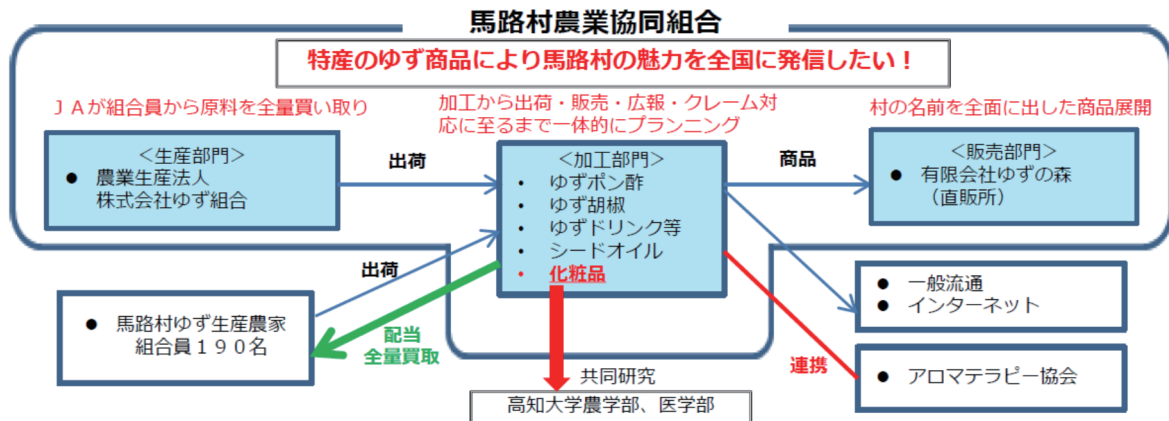 馬路村農業協同組合
特産のゆず商品により馬路村の魅力を全国に発信したい！
ＪＡが組合員から原料を全量買い取り
加工から出荷・販売・広報・クレーム対
応に至るまで一体的にプランニング
村の名前を全面に出した商品展開
＜生産部門＞
● 農業生産法人
株式会社ゆず組合
出荷
＜加工部門＞
・ ゆずポン酢
・ ゆず胡椒
・ ゆずドリンク等
・ シードオイル
・ 化粧品
商品
＜販売部門＞
● 有限会社ゆずの森
（直販所）
出荷
● 馬路村ゆず生産農家
組合員１９０名
配当
全量買取
● 一般流通
● インターネット
連携
● アロマテラピー協会
共同研究
高知大学農学部、医学部